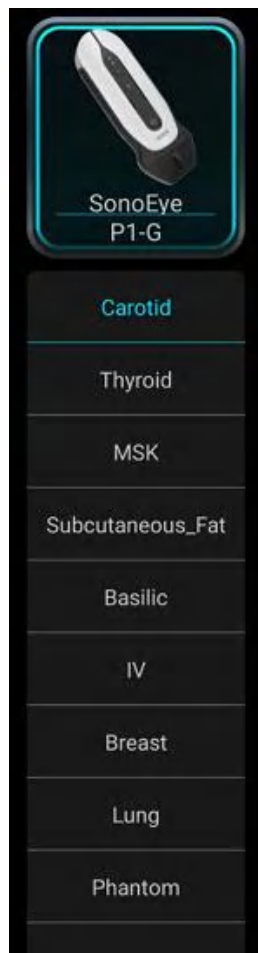 SonoEye
P1-G
Carotid
Thyroid
MSK
Subcutaneous_Fat
Basilic
IV
Breast
Lung
Phantom